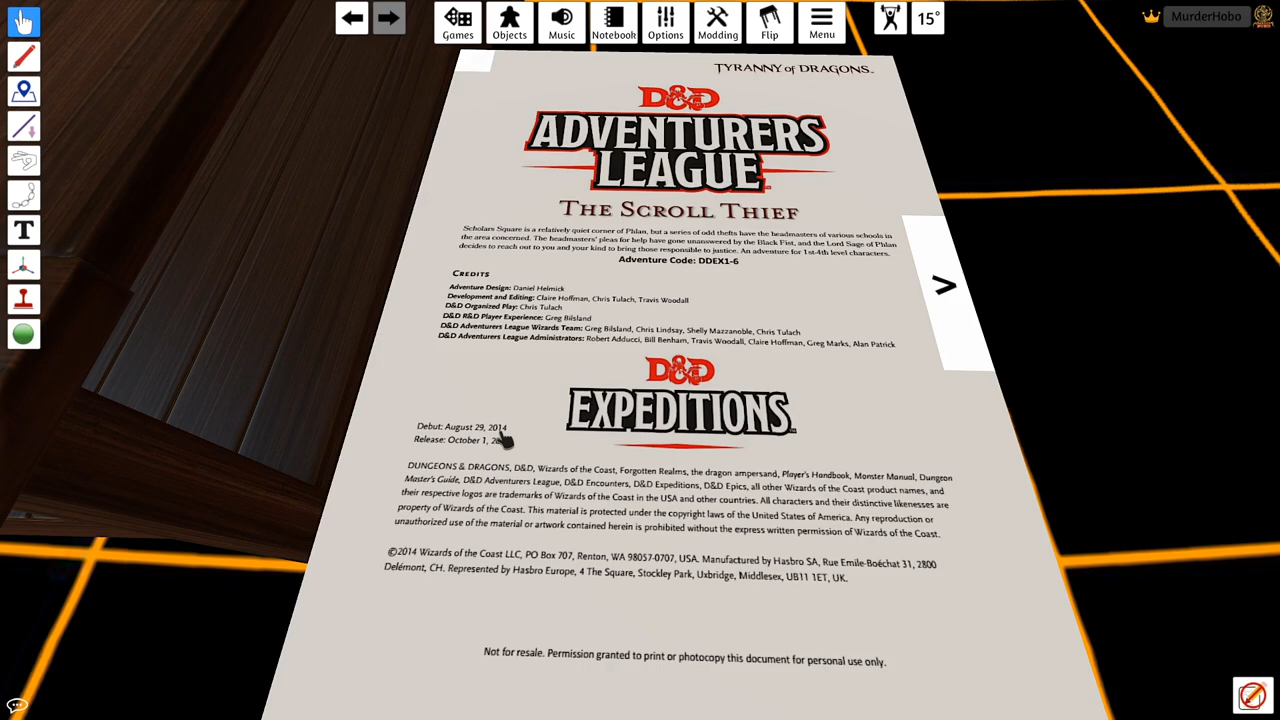 Games Objects Music Notebook Options Modding Flip Menu 15° MurderHobo
TYRANNY of DRAGONS™
D&D
ADVENTURERS
LEAGUE
THE SCROLL THIEF
Scholars Square is a relatively quiet corner of Phlan, but a series of odd thefts have the headmasters of various schools in
the area concerned. The headmasters' pleas for help have gone unanswered by the Black Fist, and the Lord Sage of Phlan
decides to reach out to you and your kind to bring those responsible to justice. An adventure for 1st-4th level characters.
Adventure Code: DDEX1-6
CREDITS
Adventure Design: Daniel Helmick
Development and Editing: Claire Hoffman, Chris Tulach, Travis Woodall
D&D Organized Play: Chris Tulach
D&D R&D Player Experience: Greg Bilsland
D&D Adventurers League Wizards Team: Greg Bilsland, Chris Lindsay, Shelly Mazzanoble, Chris Tulach
D&D Adventurers League Administrators: Robert Adducci, Bill Benham, Travis Woodall, Claire Hoffman, Greg Marks, Alan Patrick
>
D&D
EXPEDITIONS™
Debut: August 29, 2014
Release: October 1,
DUNGEONS & DRAGONS, D&D, Wizards of the Coast, Forgotten Realms, the dragon ampersand, Player's Handbook, Monster Manual, Dungeon
Master's Guide, D&D Adventurers League, D&D Encounters, D&D Expeditions, D&D Epics, all other Wizards of the Coast product names, and
their respective logos are trademarks of Wizards of the Coast in the USA and other countries. All characters and their distinctive likenesses are
property of Wizards of the Coast. This material is protected under the copyright laws of the United States of America. Any reproduction or
unauthorized use of the material or artwork contained herein is prohibited without the express written permission of Wizards of the Coast.
©2014 Wizards of the Coast LLC, PO Box 707, Renton, WA 98057-0707, USA. Manufactured by Hasbro SA, Rue Emile-Boéchat 31, 2800
Delémont, CH. Represented by Hasbro Europe, 4 The Square, Stockley Park, Uxbridge, Middlesex, UB11 1ET, UK.
Not for resale. Permission granted to print or photocopy this document for personal use only.